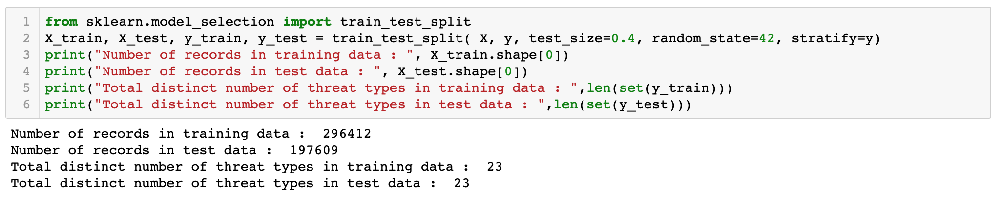 1 from sklearn.model_selection import train_test_split
2 X_train, X_test, y_train, y_test = train_test_split( X, y, test_size=0.4, random_state=42, stratify=y)
3 print("Number of records in training data : ", X_train.shape[0])
4 print("Number of records in test data : ", X_test.shape[0])
5 print("Total distinct number of threat types in training data : ",len(set(y_train)))
6 print("Total distinct number of threat types in test data : ",len(set(y_test)))
Number of records in training data :  296412
Number of records in test data :  197609
Total distinct number of threat types in training data :  23
Total distinct number of threat types in test data :  23